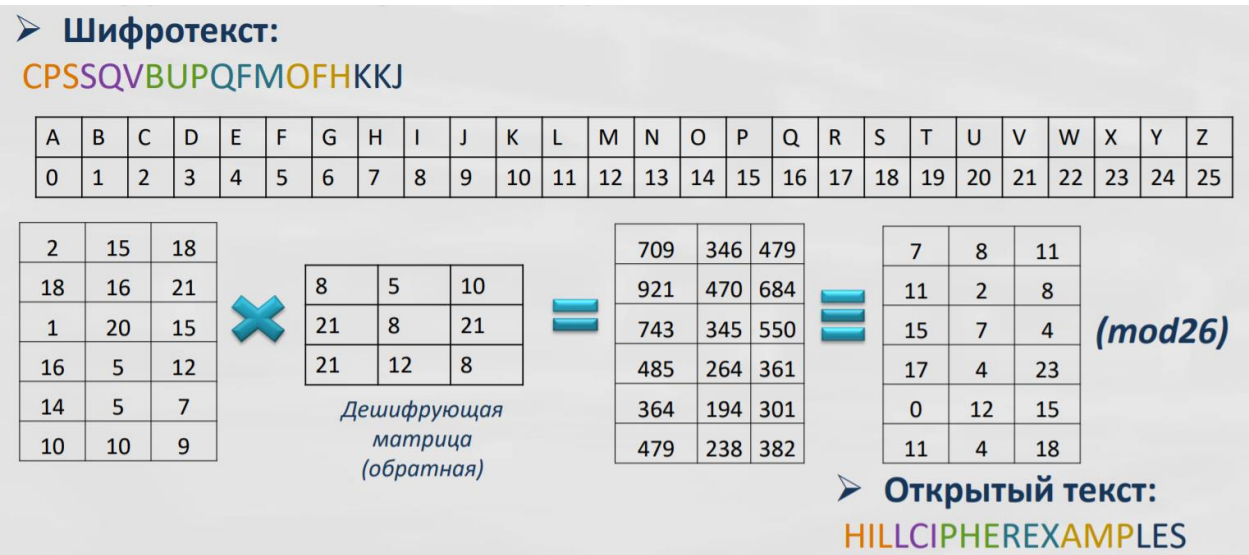 ➢ Шифротекст:
CPSSQVBUPQFMOFHKKJ
A B C D E F G H I J K L M N O P Q R S T U V W X Y Z
0 1 2 3 4 5 6 7 8 9 10 11 12 13 14 15 16 17 18 19 20 21 22 23 24 25
2 15 18
18 16 21
1 20 15
16 5 12
14 5 7
10 10 9
8 5 10
21 8 21
21 12 8
Дешифрующая
матрица
(обратная)
709 346 479
921 470 684
743 345 550
485 264 361
364 194 301
479 238 382
7 8 11
11 2 8
15 7 4
17 4 23
0 12 15
11 4 18
(mod26)
➢ Открытый текст:
HILLCIPHEREXAMPLES